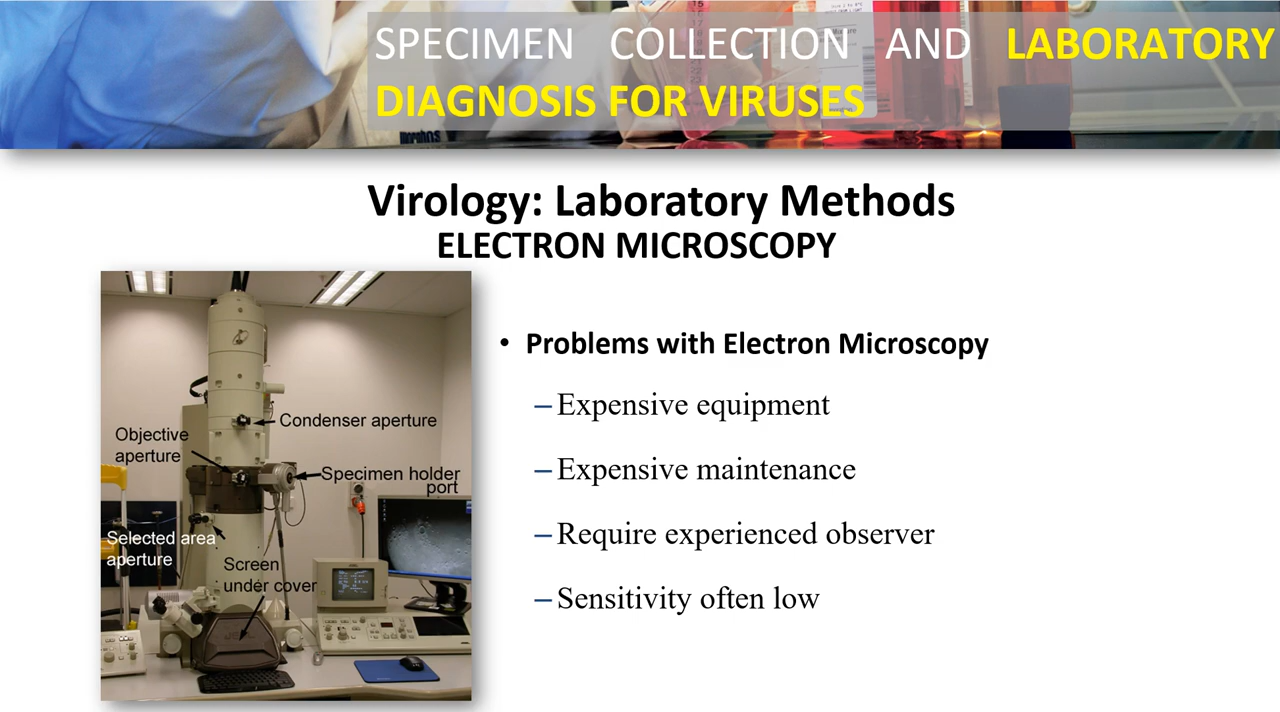 SPECIMEN COLLECTION AND LABORATORY
DIAGNOSIS FOR VIRUSES
Virology: Laboratory Methods
ELECTRON MICROSCOPY
Condenser aperture
Objective
aperture
Specimen holder
port
Selected area
aperture
Screen
under cover
• Problems with Electron Microscopy
– Expensive equipment
– Expensive maintenance
– Require experienced observer
– Sensitivity often low